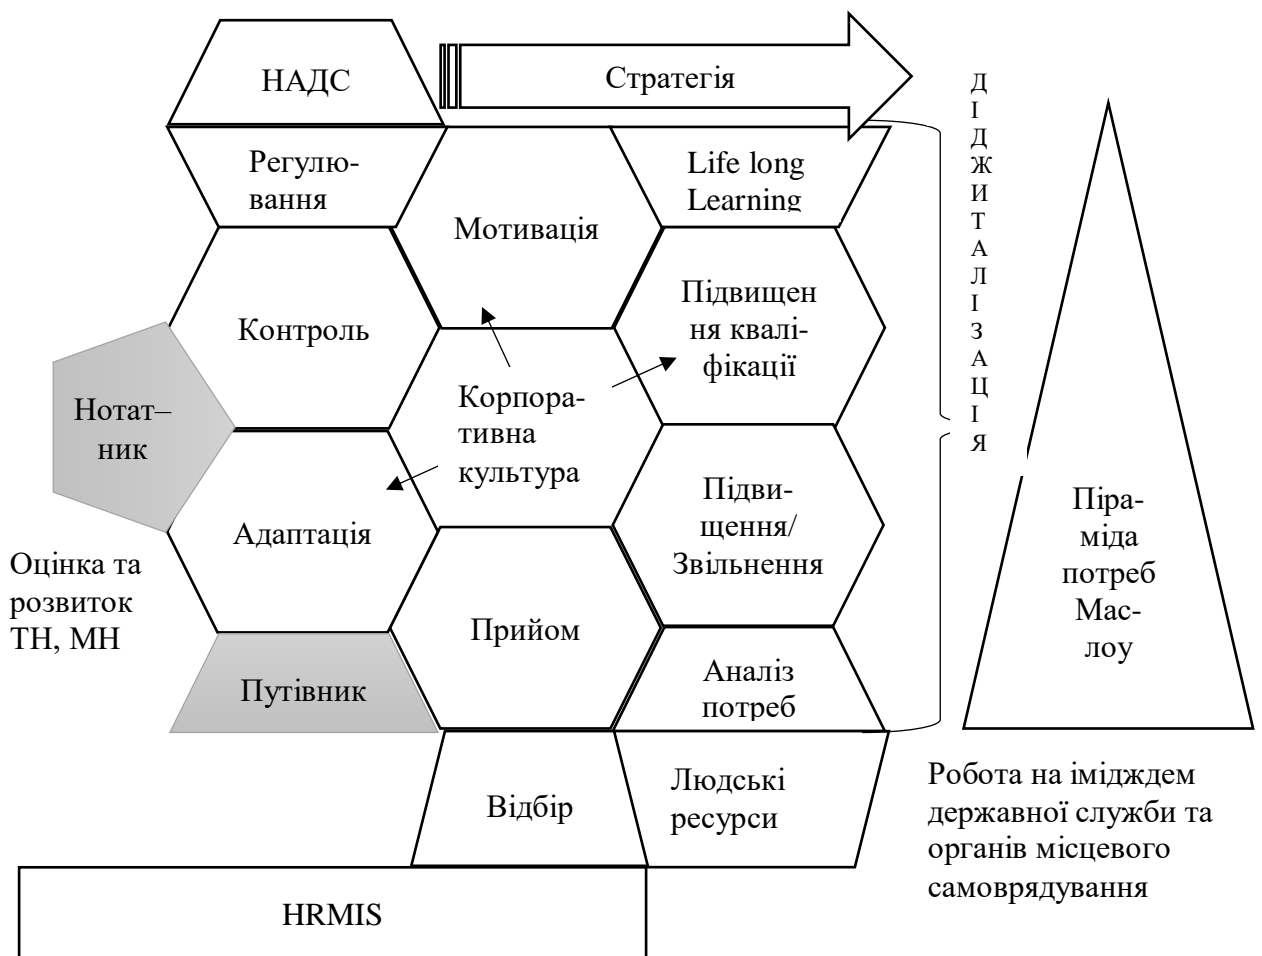 НАДС
Стратегія
Д
І
Д
Ж
И
Т
А
Л
І
З
А
Ц
І
Я
Регулю-
вання
Мотивація
Life long
Learning
Контроль
Підвищен
ня квалі-
фікації
Нотат–
ник
Корпора-
тивна
культура
Адаптація
Підви-
щення/
Звільнення
Піра-
міда
потреб
Мас-
лоу
Оцінка та
розвиток
ТН, МН
Прийом
Путівник
Аналіз
потреб
Відбір
Людські
ресурси
Робота на імідждем
державної служби та
органів місцевого
самоврядування
HRMIS